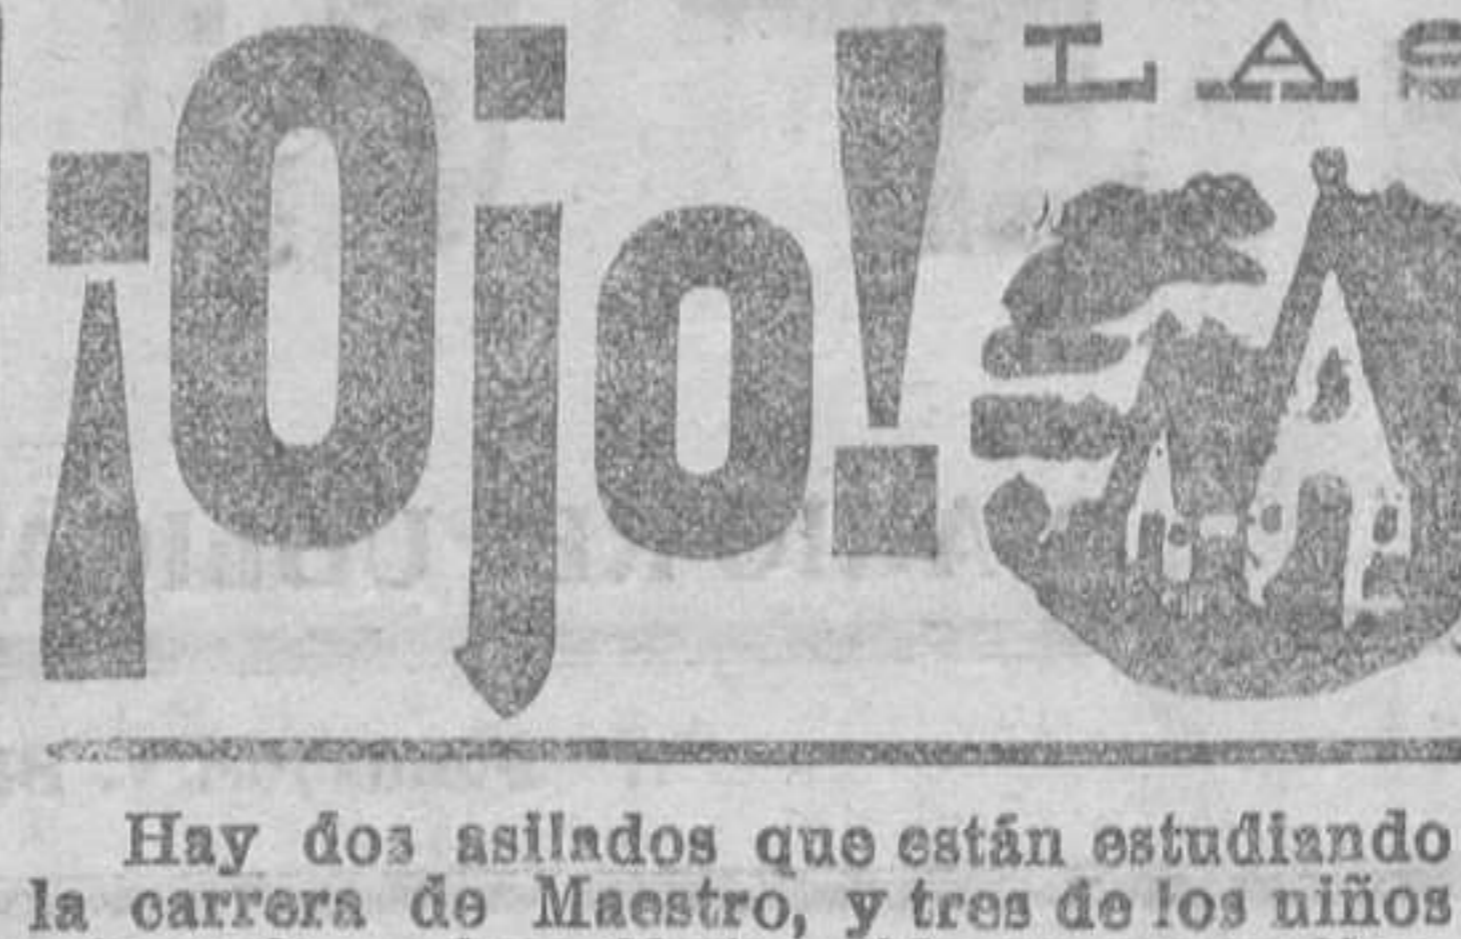 ¡Ojo!
LAS
Hay dos asilados que están estudiando
la carrera de Maestro, y tres de los niños